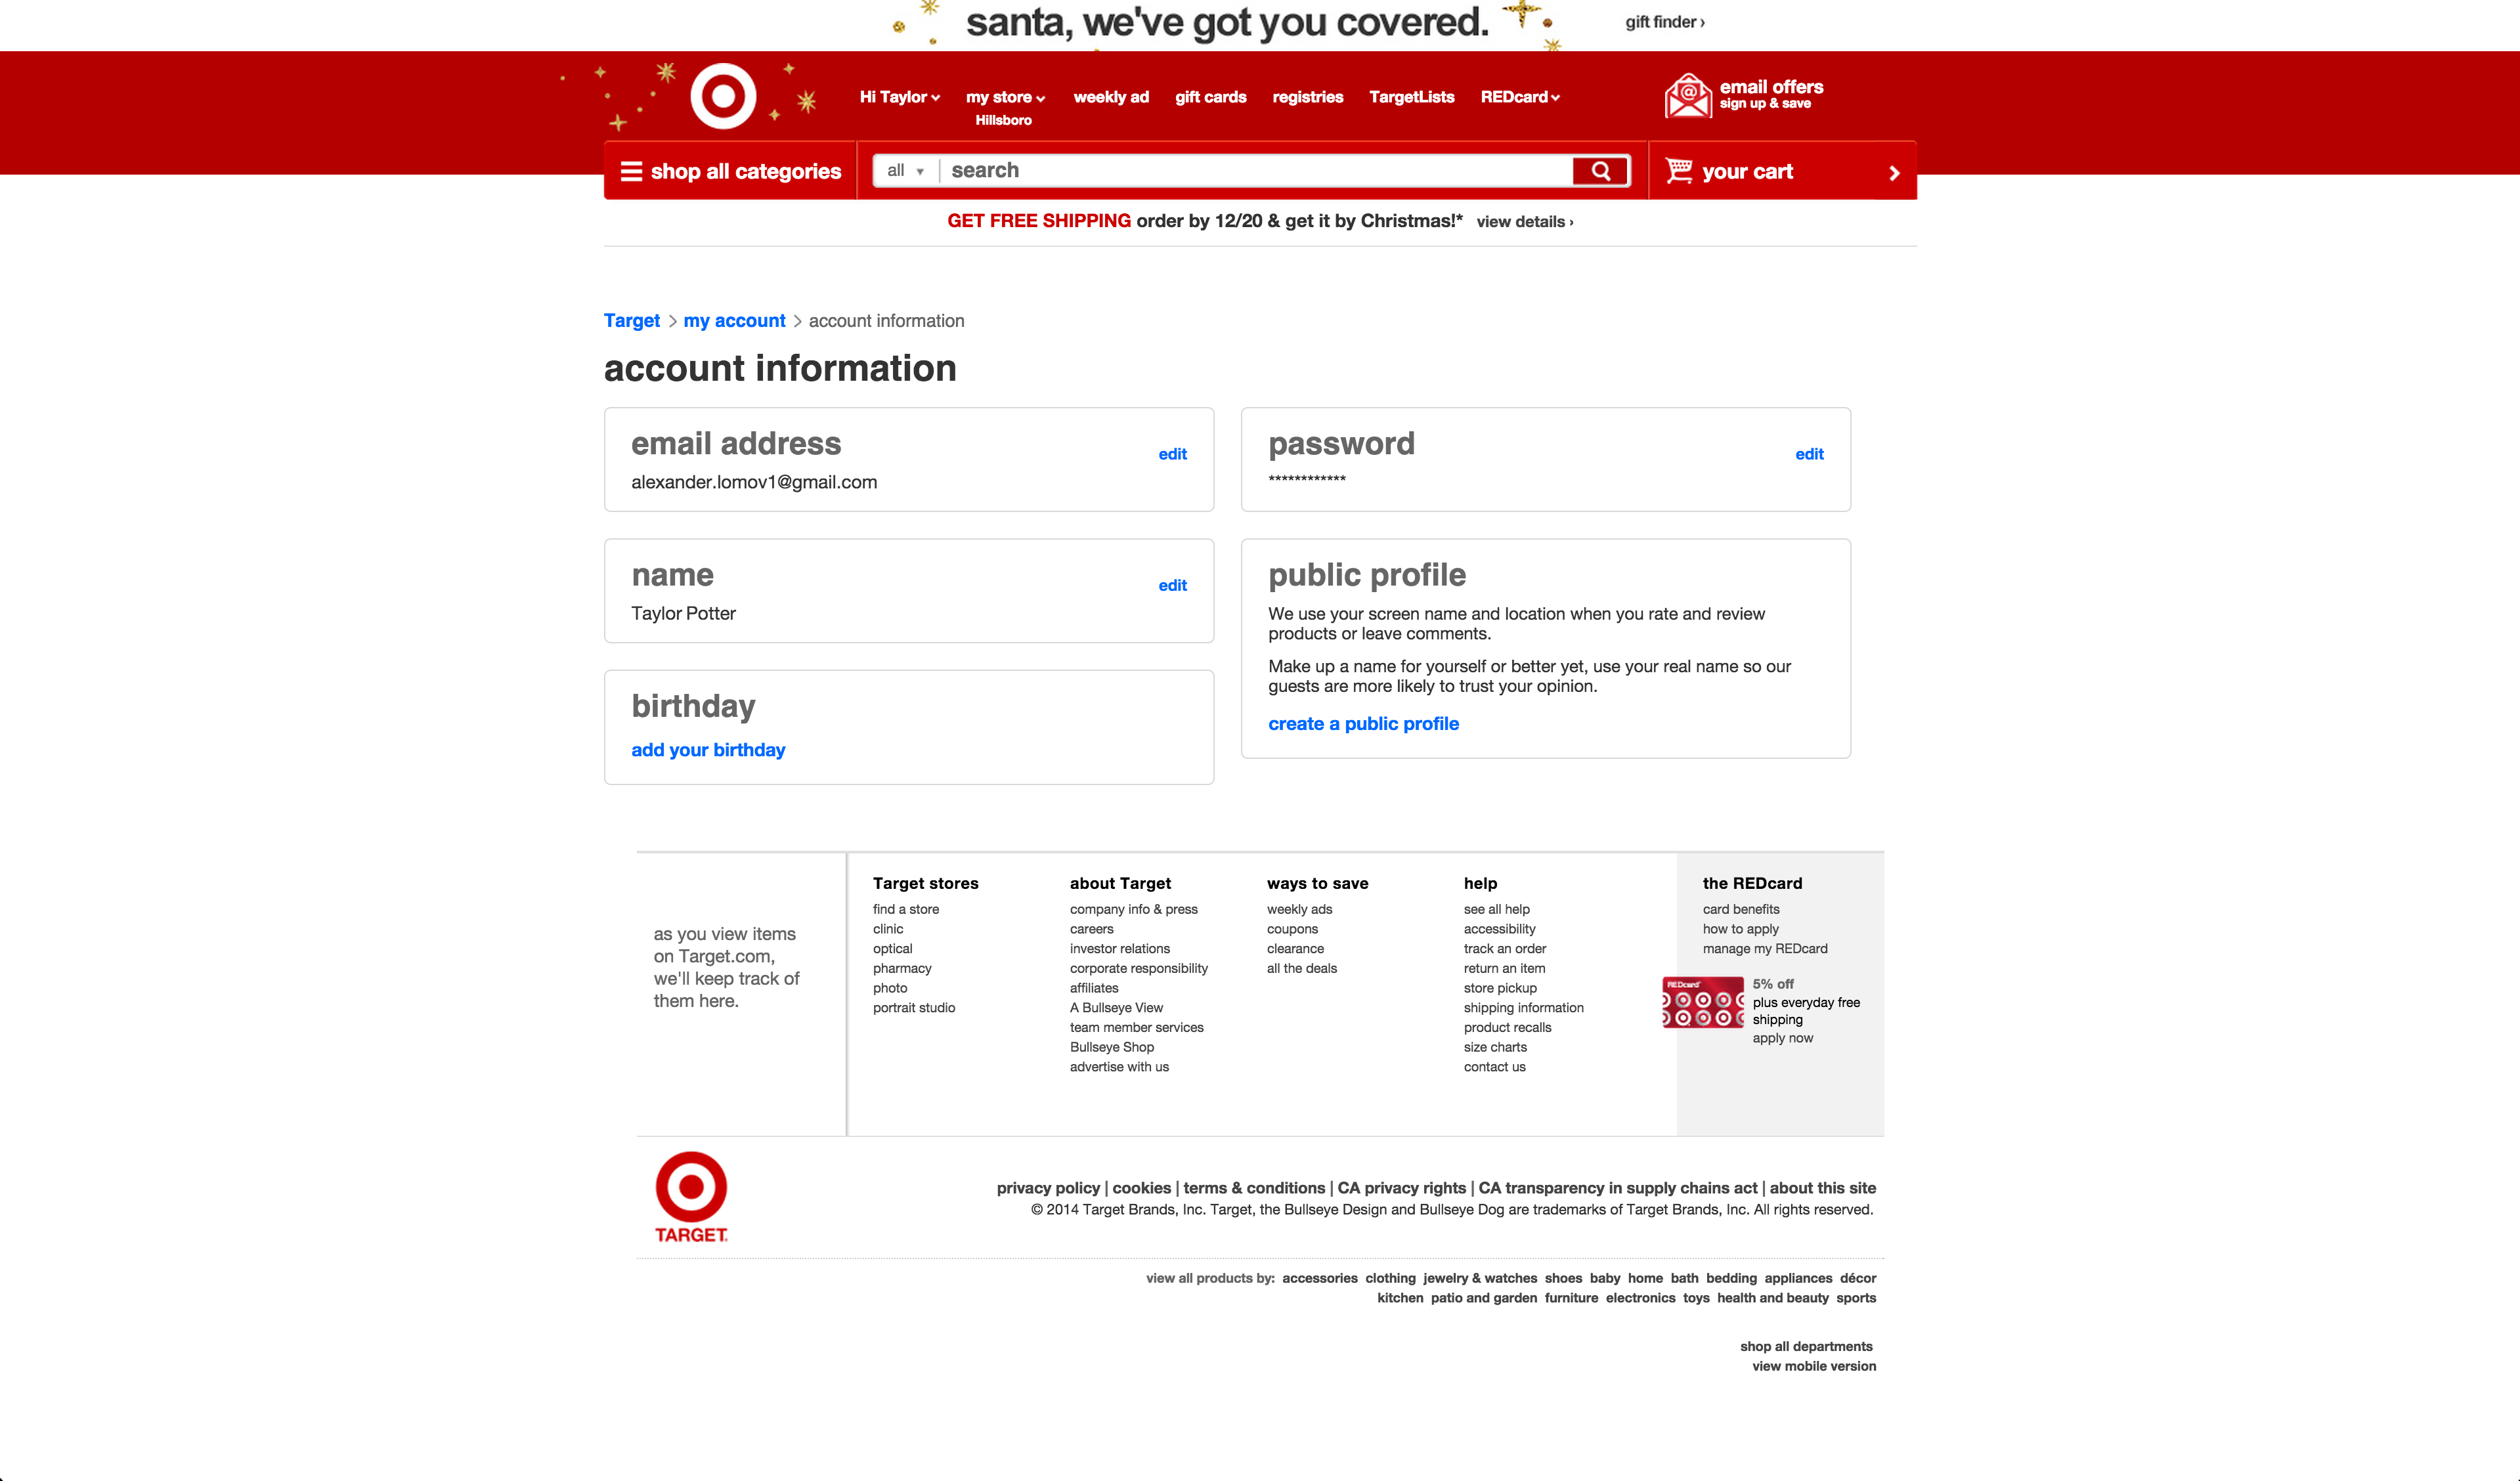 santa, we've got you covered.
gift finder ›
Hi Taylor
my store
weekly ad
gift cards
registries
TargetLists
REDcard
Hillsboro
email offers
sign up & save
shop all categories
all
search
your cart
GET FREE SHIPPING order by 12/20 & get it by Christmas!* view details ›
Target > my account > account information
account information
email address
edit
alexander.lomov1@gmail.com
password
edit
************
name
edit
Taylor Potter
public profile
We use your screen name and location when you rate and review
products or leave comments.
Make up a name for yourself or better yet, use your real name so our
guests are more likely to trust your opinion.
create a public profile
birthday
add your birthday
as you view items
on Target.com,
we'll keep track of
them here.
Target stores
find a store
clinic
optical
pharmacy
photo
portrait studio
about Target
company info & press
careers
investor relations
corporate responsibility
affiliates
A Bullseye View
team member services
Bullseye Shop
advertise with us
ways to save
weekly ads
coupons
clearance
all the deals
help
see all help
accessibility
track an order
return an item
store pickup
shipping information
product recalls
size charts
contact us
the REDcard
card benefits
how to apply
manage my REDcard
REDcard
5% off
plus everyday free
shipping
apply now
TARGET
privacy policy | cookies | terms & conditions | CA privacy rights | CA transparency in supply chains act | about this site
© 2014 Target Brands, Inc. Target, the Bullseye Design and Bullseye Dog are trademarks of Target Brands, Inc. All rights reserved.
view all products by: accessories clothing jewelry & watches shoes baby home bath bedding appliances décor
kitchen patio and garden furniture electronics toys health and beauty sports
shop all departments
view mobile version